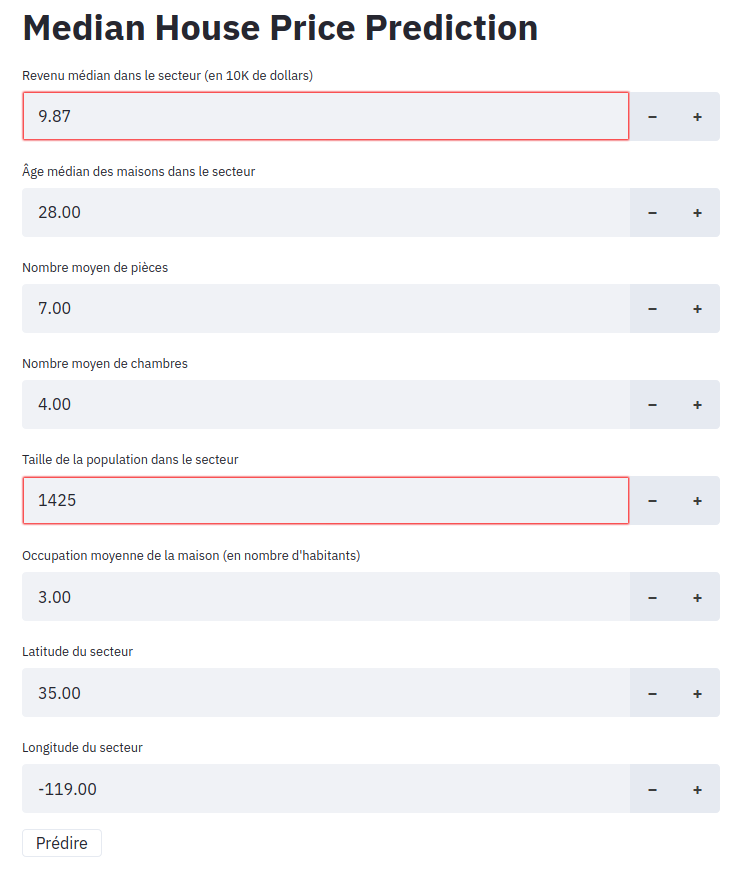 Median House Price Prediction
Revenu médian dans le secteur (en 10K de dollars)
9.87 − +
Âge médian des maisons dans le secteur
28.00 − +
Nombre moyen de pièces
7.00 − +
Nombre moyen de chambres
4.00 − +
Taille de la population dans le secteur
1425 − +
Occupation moyenne de la maison (en nombre d'habitants)
3.00 − +
Latitude du secteur
35.00 − +
Longitude du secteur
-119.00 − +
Prédire